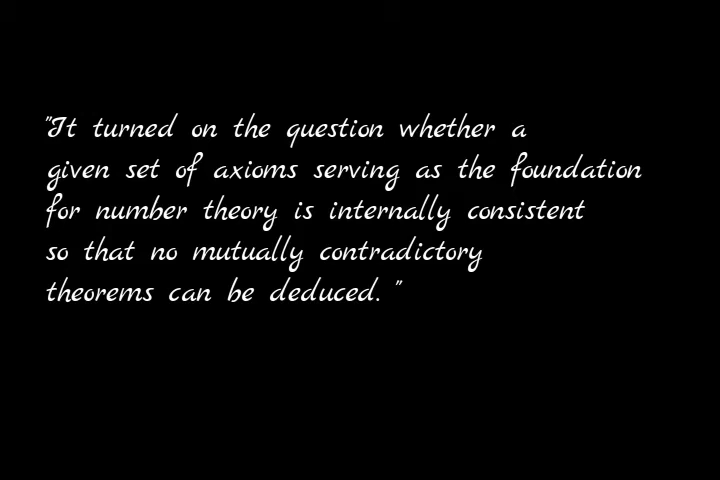 "It turned on the question whether a
given set of axioms serving as the foundation
for number theory is internally consistent
so that no mutually contradictory
theorems can be deduced. "